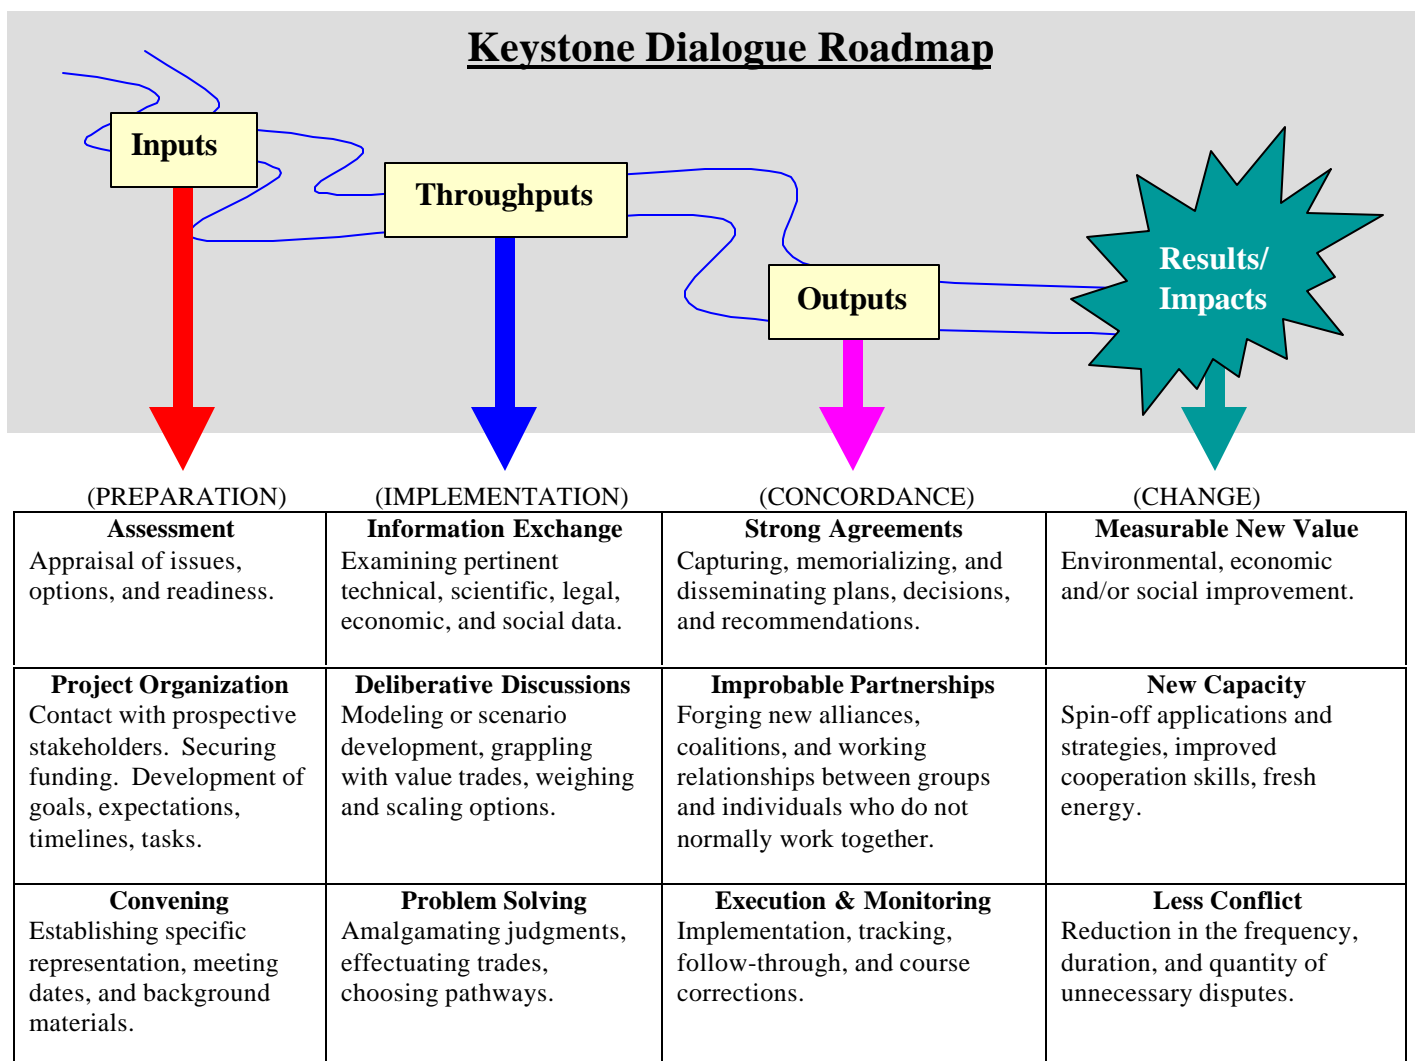 Keystone Dialogue Roadmap
Inputs
Throughputs
Outputs
Results/
Impacts
(PREPARATION)
(IMPLEMENTATION)
(CONCORDANCE)
(CHANGE)
Assessment
Appraisal of issues,
options, and readiness.
Information Exchange
Examining pertinent
technical, scientific, legal,
economic, and social data.
Strong Agreements
Capturing, memorializing, and
disseminating plans, decisions,
and recommendations.
Measurable New Value
Environmental, economic
and/or social improvement.
Project Organization
Contact with prospective
stakeholders.  Securing
funding.  Development of
goals, expectations,
timelines, tasks.
Deliberative Discussions
Modeling or scenario
development, grappling
with value trades, weighing
and scaling options.
Improbable Partnerships
Forging new alliances,
coalitions, and working
relationships between groups
and individuals who do not
normally work together.
New Capacity
Spin-off applications and
strategies, improved
cooperation skills, fresh
energy.
Convening
Establishing specific
representation, meeting
dates, and background
materials.
Problem Solving
Amalgamating judgments,
effectuating trades,
choosing pathways.
Execution & Monitoring
Implementation, tracking,
follow-through, and course
corrections.
Less Conflict
Reduction in the frequency,
duration, and quantity of
unnecessary disputes.